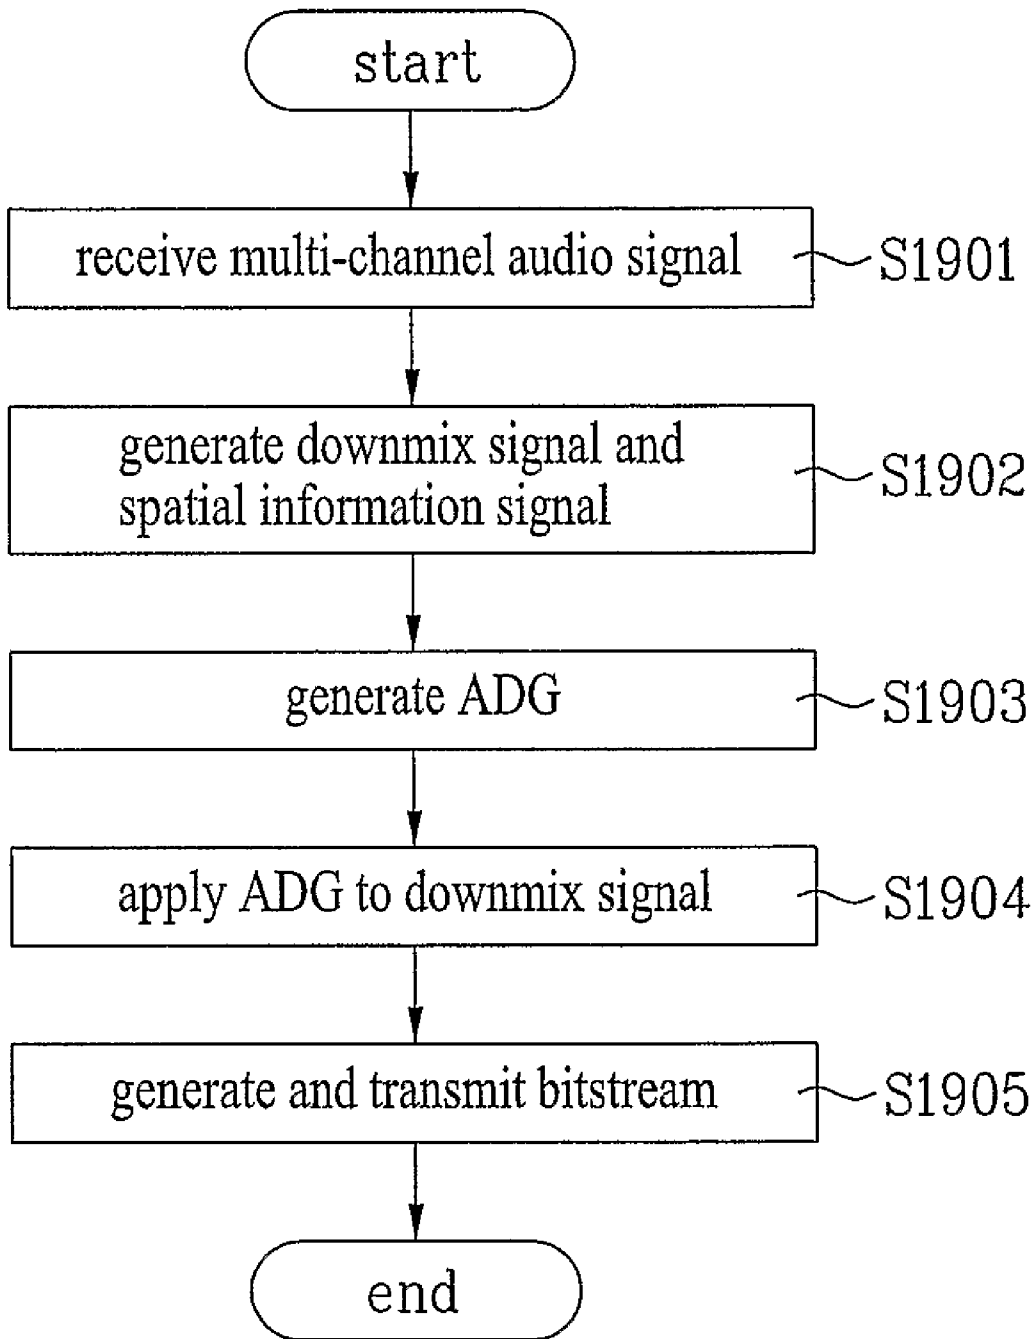 start
receive multi-channel audio signal S1901
generate downmix signal and
spatial information signal S1902
generate ADG S1903
apply ADG to downmix signal S1904
generate and transmit bitstream S1905
end